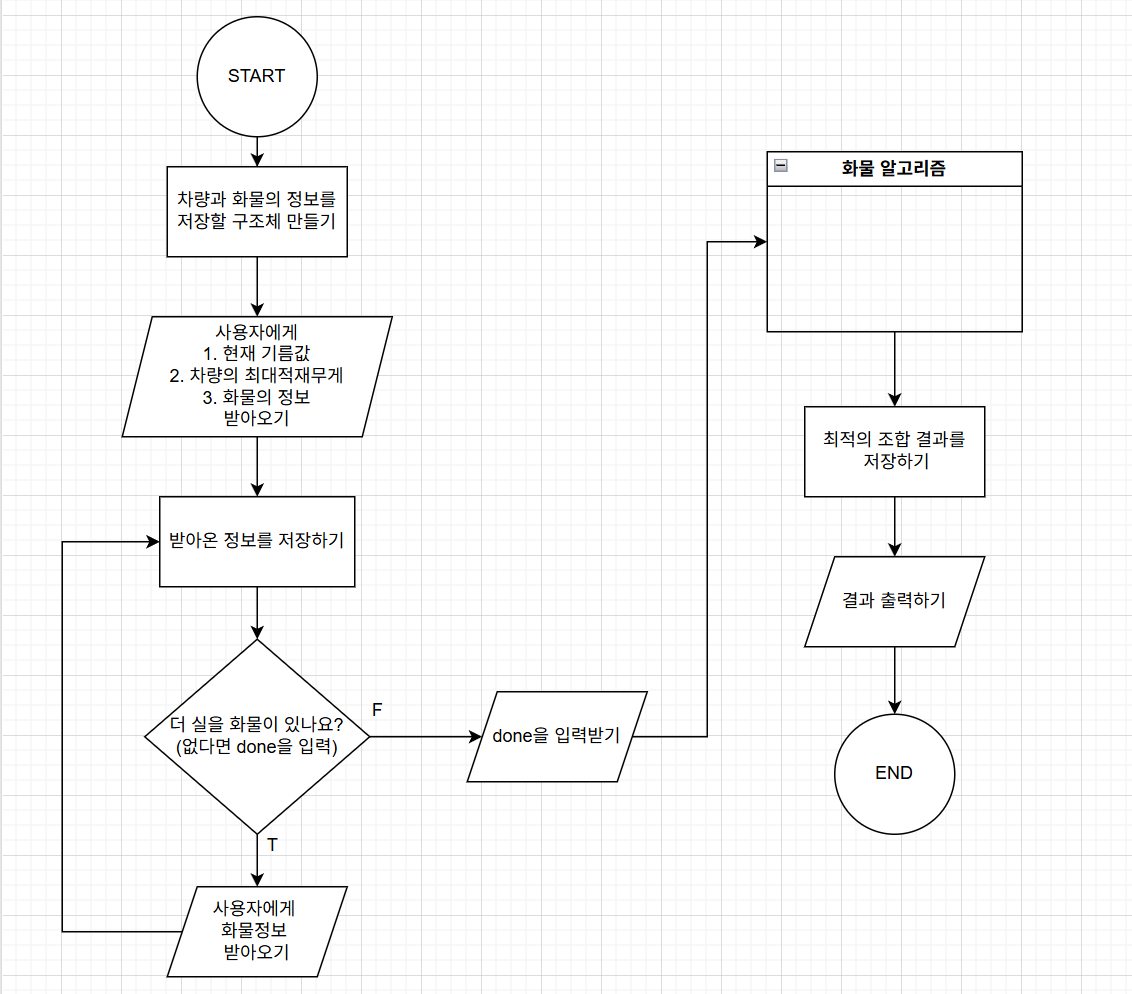 START
차량과 화물의 정보를
저장할 구조체 만들기
사용자에게
1. 현재 기름값
2. 차량의 최대적재무게
3. 화물의 정보
받아오기
받아온 정보를 저장하기
더 실을 화물이 있나요?
(없다면 done을 입력)
F
T
사용자에게
화물정보
받아오기
done을 입력받기
화물 알고리즘
최적의 조합 결과를
저장하기
결과 출력하기
END